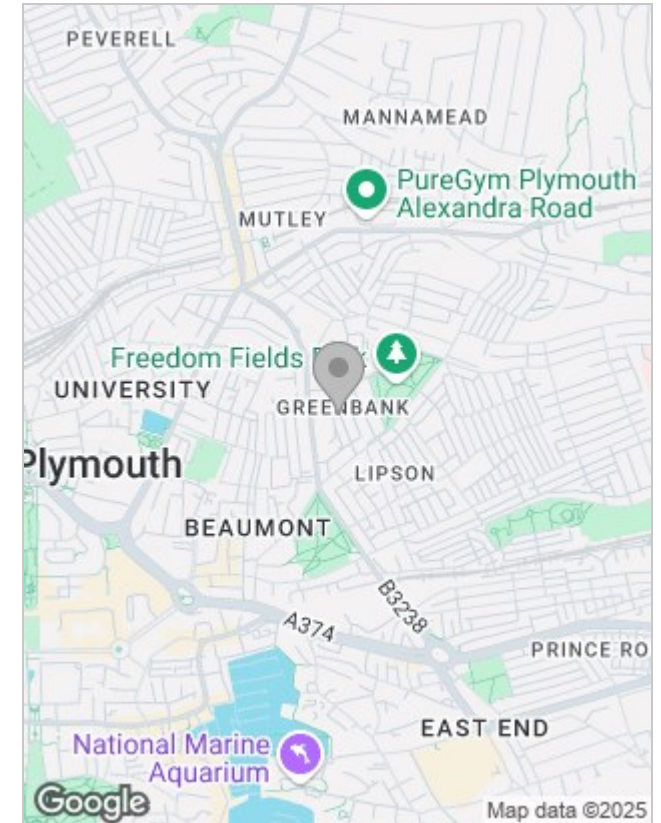 PEVERELL
MANNAMEAD
PureGym Plymouth
Alexandra Road
MUTLEY
Freedom Fields
UNIVERSITY
GREENBANK
Plymouth
LIPSON
BEAUMONT
B3238
A374
PRINCE RO
EAST END
National Marine
Aquarium
Google
Map data ©2025